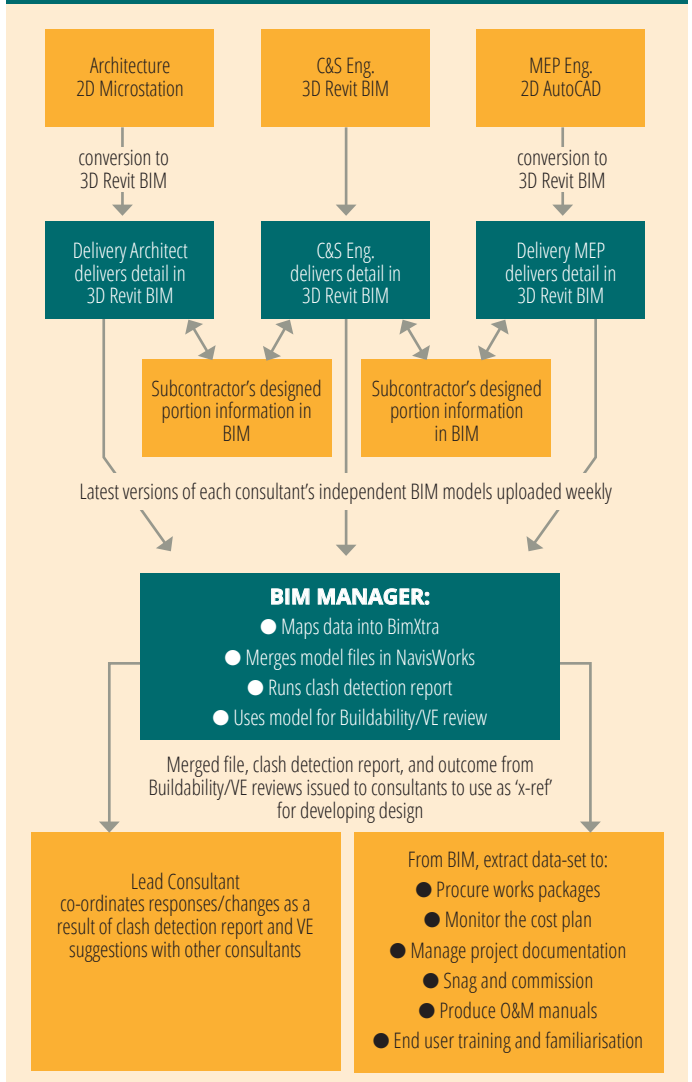 Architecture
2D Microstation
C&S Eng.
3D Revit BIM
MEP Eng.
2D AutoCAD
conversion to
3D Revit BIM
conversion to
3D Revit BIM
Delivery Architect
delivers detail in
3D Revit BIM
C&S Eng.
delivers detail in
3D Revit BIM
Delivery MEP
delivers detail in
3D Revit BIM
Subcontractor's designed
portion information in
BIM
Subcontractor's designed
portion information
in BIM
Latest versions of each consultant's independent BIM models uploaded weekly
BIM MANAGER:
● Maps data into BimXtra
● Merges model files in NavisWorks
● Runs clash detection report
● Uses model for Buildability/VE review
Merged file, clash detection report, and outcome from
Buildability/VE reviews issued to consultants to use as 'x-ref'
for developing design
Lead Consultant
co-ordinates responses/changes as a
result of clash detection report and VE
suggestions with other consultants
From BIM, extract data-set to:
● Procure works packages
● Monitor the cost plan
● Manage project documentation
● Snag and commission
● Produce O&M manuals
● End user training and familiarisation